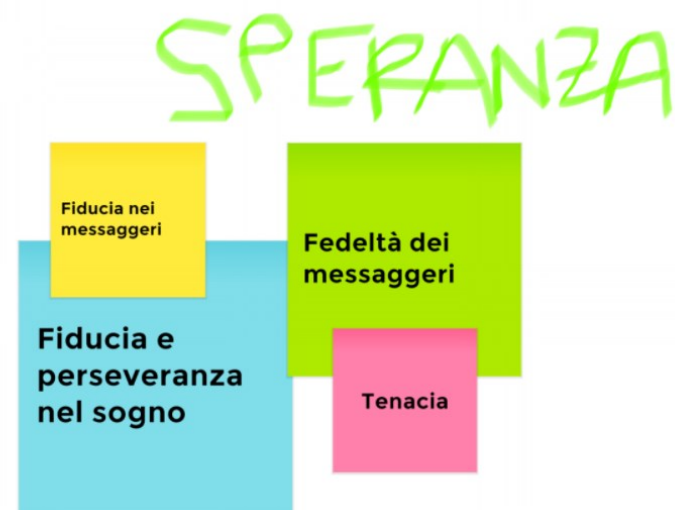 SPERANZA
Fiducia nei
messaggeri
Fedeltà dei
messaggeri
Fiducia e
perseveranza
nel sogno
Tenacia